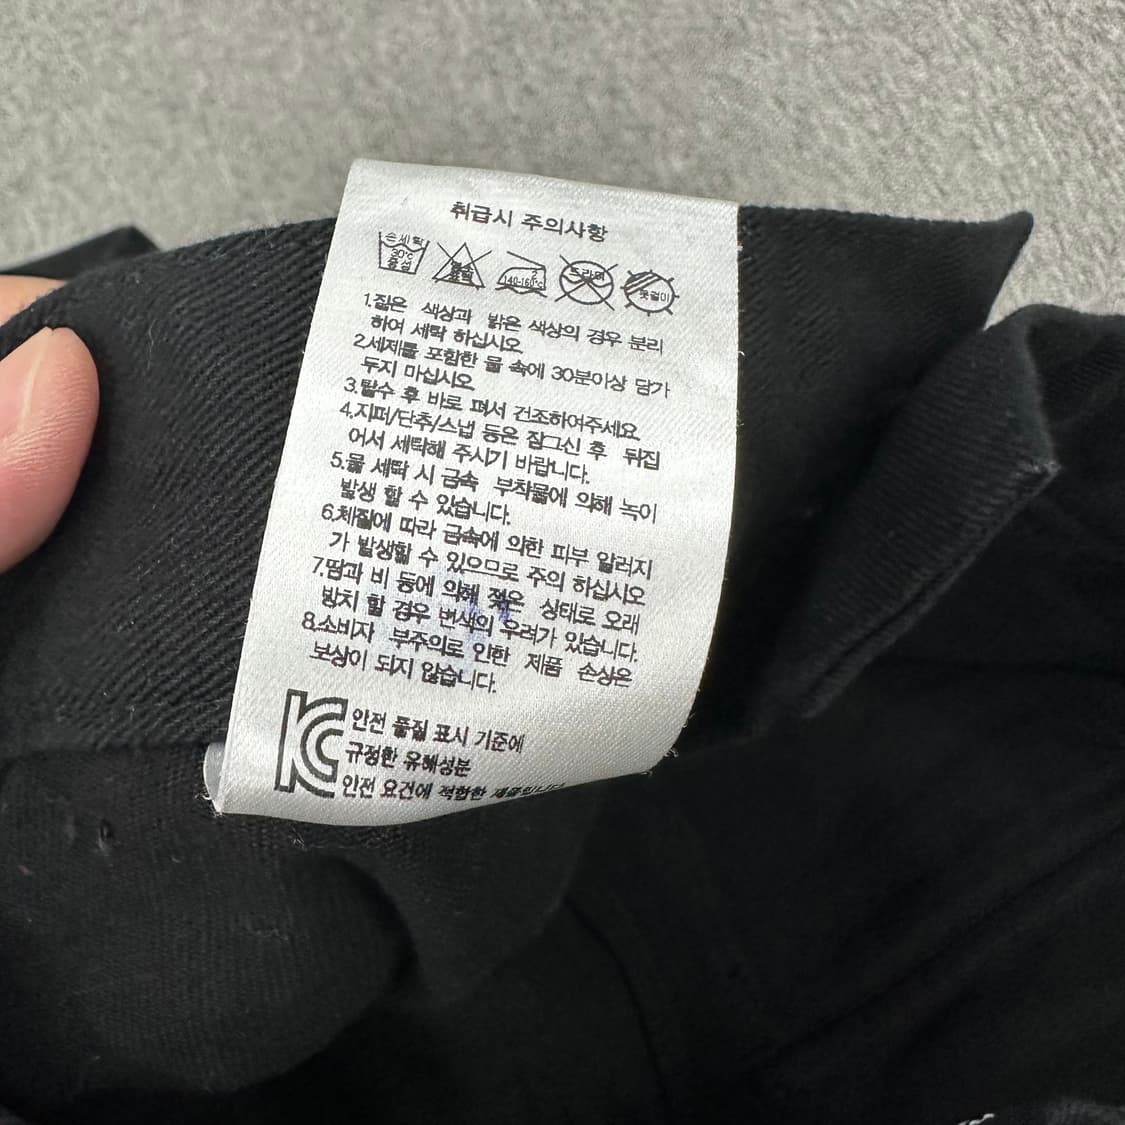 취급시 주의사항
손세탁 30℃ 중성 염소표백 2 140-160℃ 드라이 옷걸이
1.짙은 색상과 밝은 색상의 경우 분리
하여 세탁 하십시오
2.세제를 포함한 물 속에 30분이상 담가
두지 마십시오
3.탈수 후 바로 펴서 건조하여주세요
4.지퍼/단추/스냅 등은 잠그신 후 뒤집
어서 세탁해 주시기 바랍니다.
5.물 세탁 시 금속 부착물에 의해 녹이
발생 할 수 있습니다.
6.체질에 따라 금속에 의한 피부 알러지
가 발생할 수 있으므로 주의 하십시오
7.땀과 비 등에 의해 젖은 상태로 오래
방치 할 경우 변색의 우려가 있습니다.
8.소비자 부주의로 인한 제품 손상은
보상이 되지 않습니다.
안전 품질 표시 기준에
규정한 유해성분
안전 요건에 적합한 제품입니다